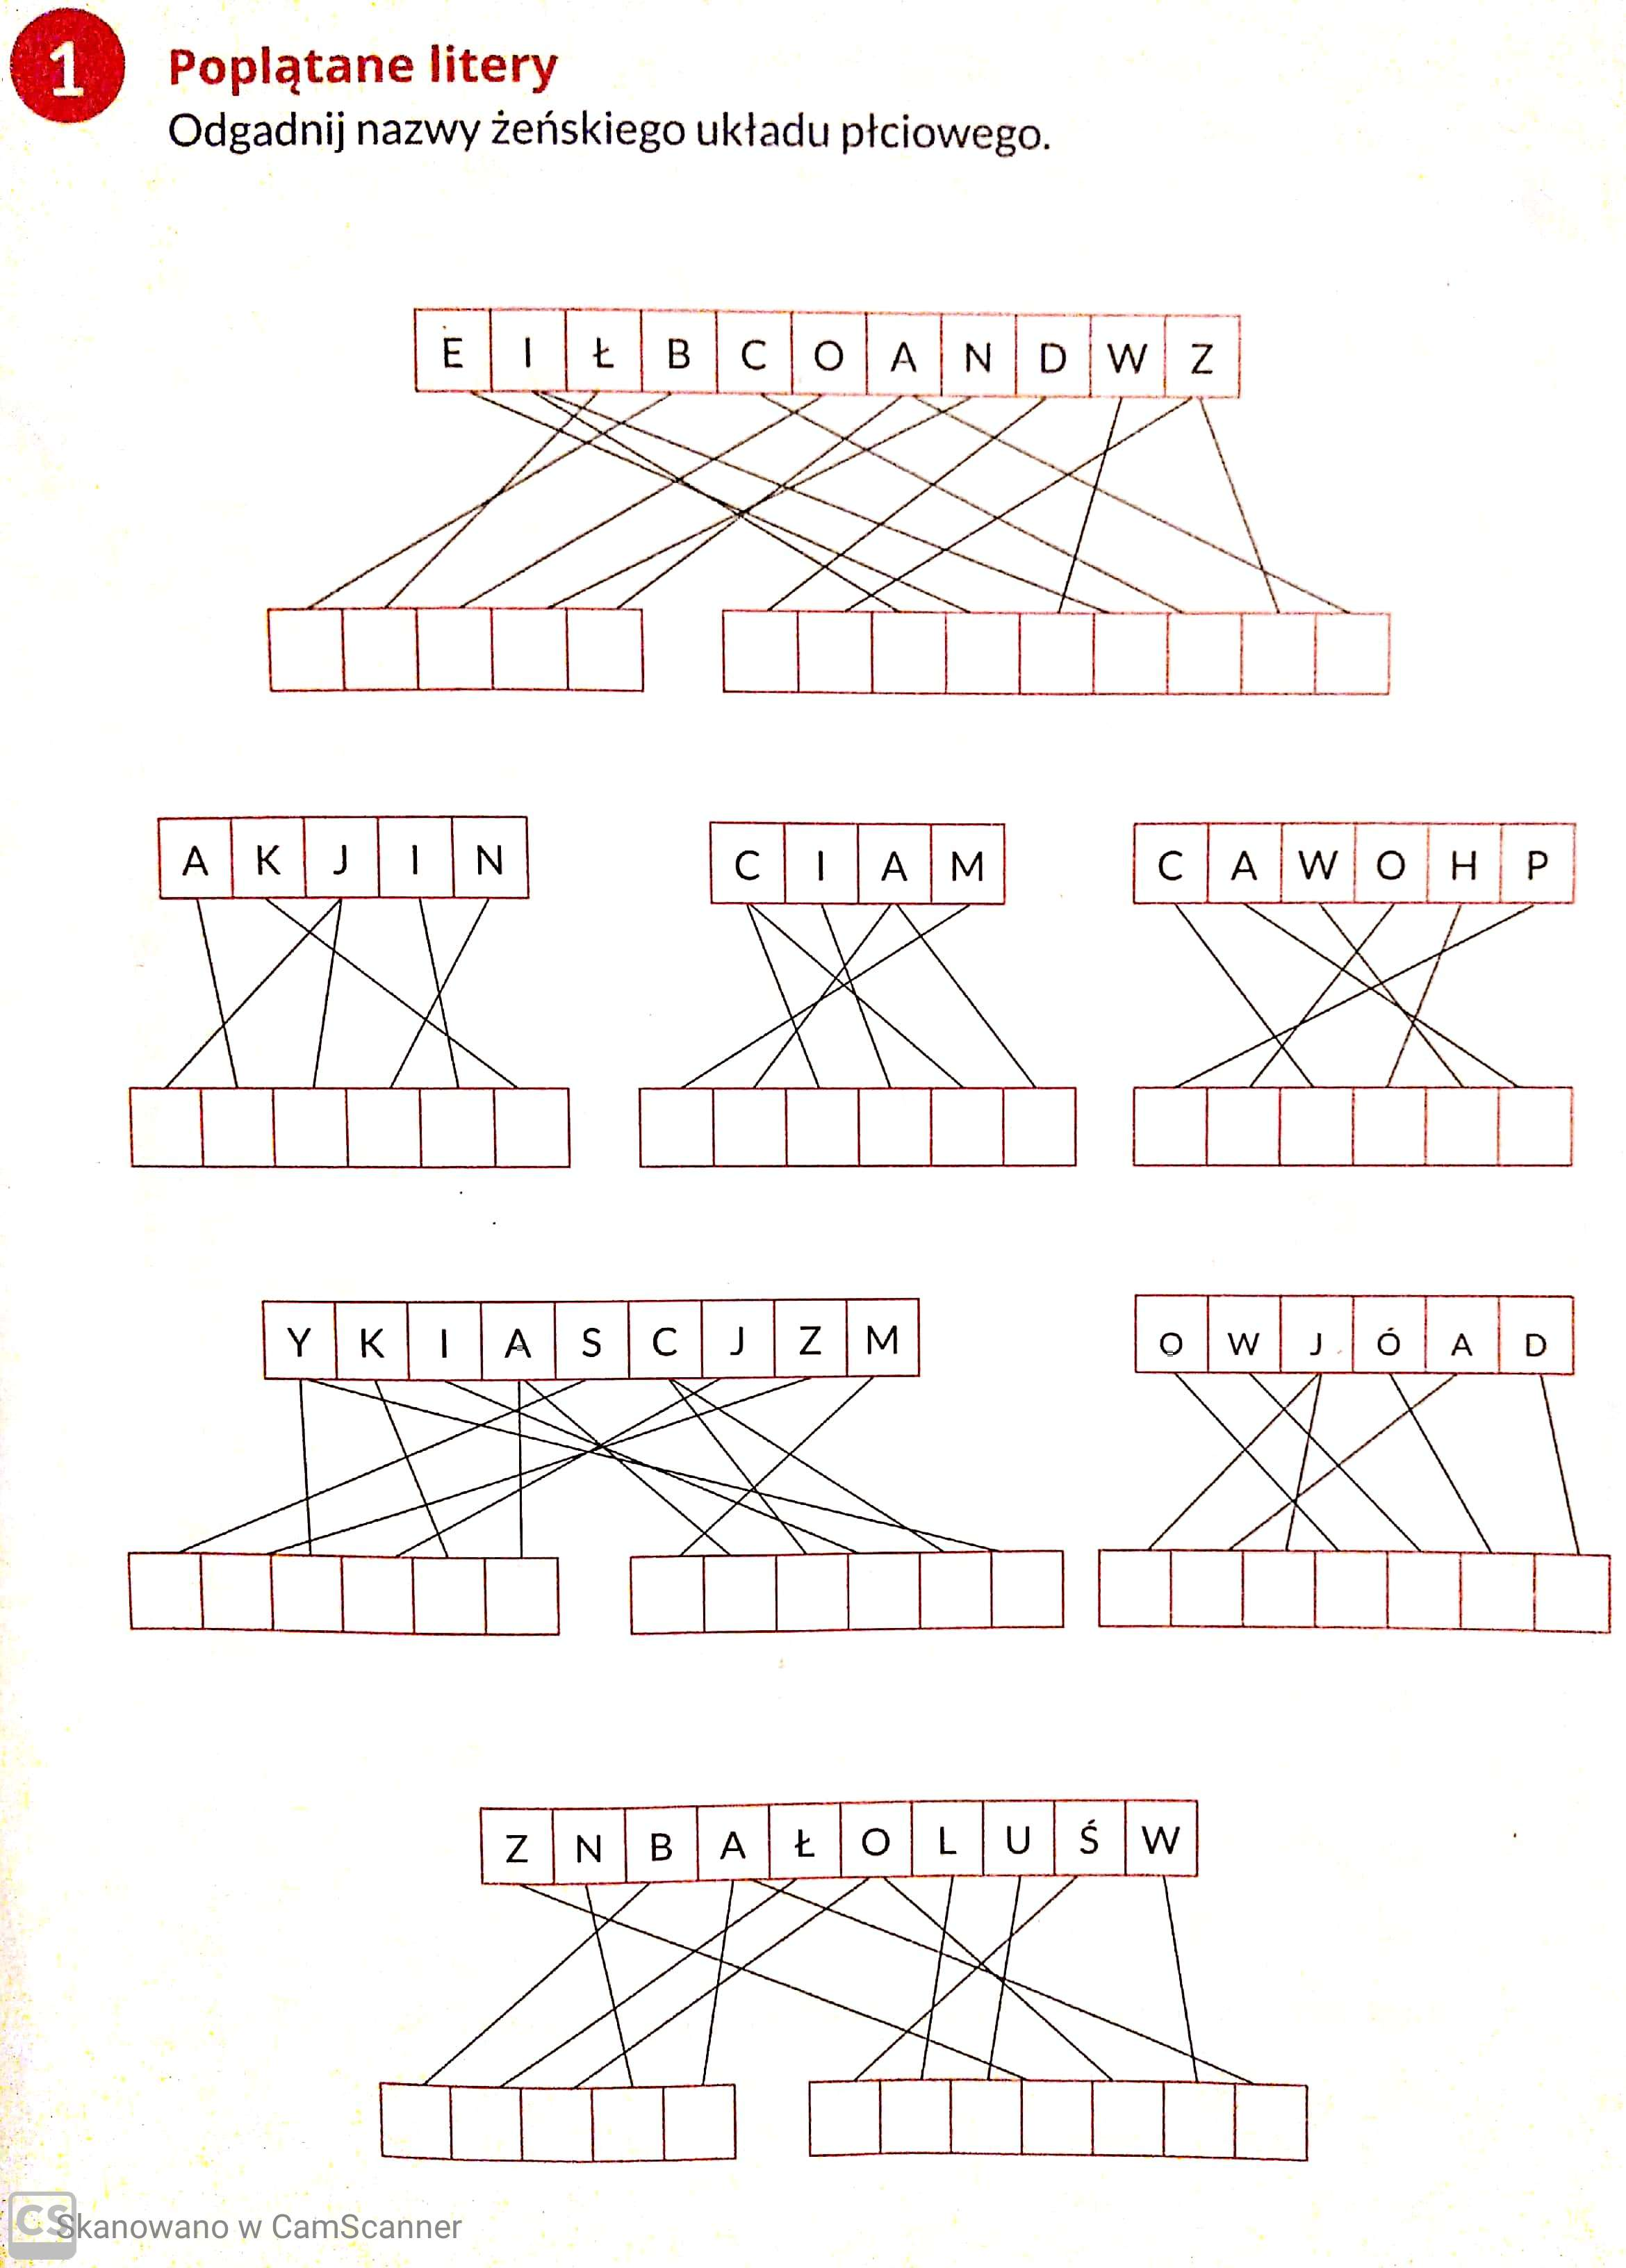 1
Poplątane litery
Odgadnij nazwy żeńskiego układu płciowego.
E I Ł B C O A N D W Z
A K J I N
C I A M
C A W O H P
Y K I A S C J Z M
O W J Ó A D
Z N B A Ł O L U Ś W
CS Skanowano w CamScanner